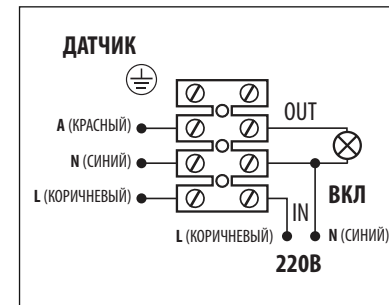 ДАТЧИК
OUT
А (КРАСНЫЙ)
N (СИНИЙ)
ВКЛ
L (КОРИЧНЕВЫЙ)
IN
L (КОРИЧНЕВЫЙ) N (СИНИЙ)
220В